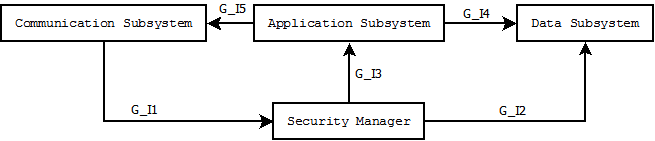 G_I5
G_I4
Communication Subsystem
Application Subsystem
Data Subsystem
G_I3
G_I1
G_I2
Security Manager